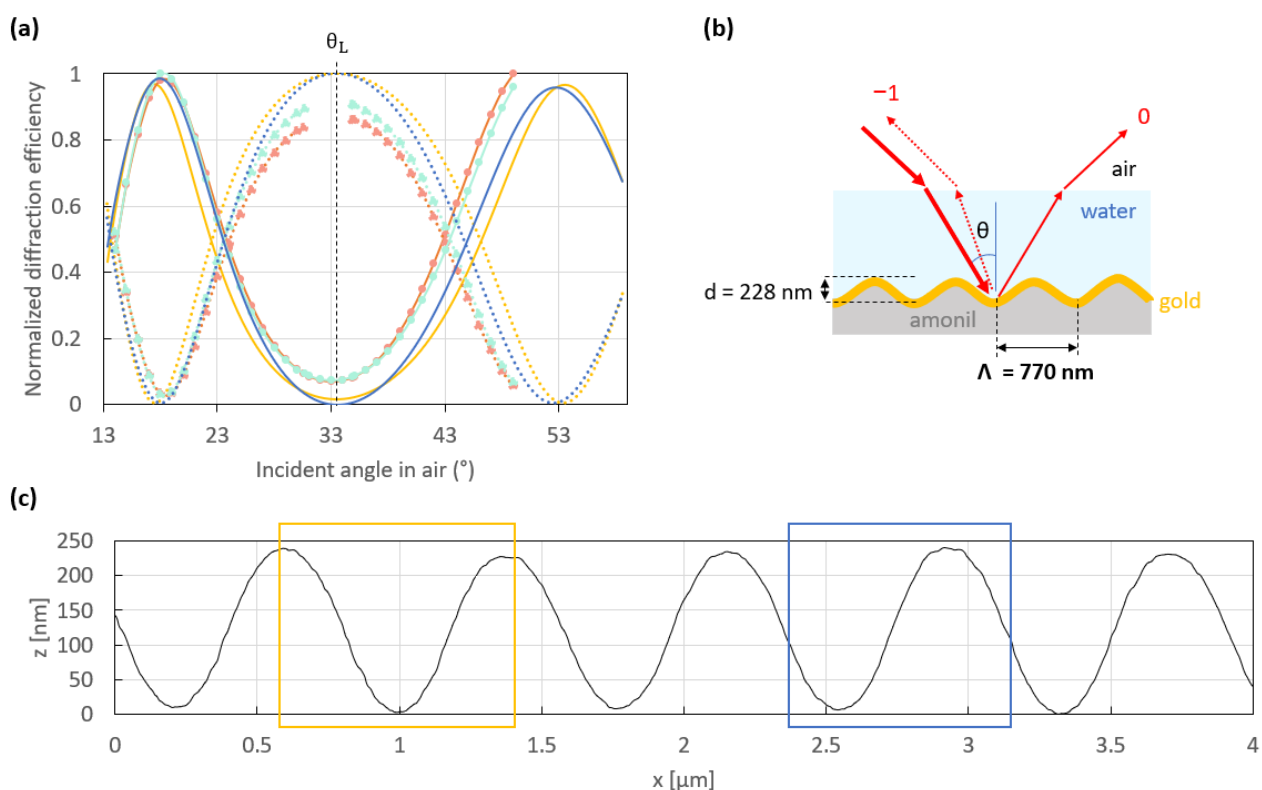 (a)
θL
Normalized diffraction efficiency
1
0.8
0.6
0.4
0.2
0
13
23
33
43
53
Incident angle in air (°)
(b)
−1
0
air
water
θ
d = 228 nm
gold
amonil
Λ = 770 nm
(c)
z [nm]
250
200
150
100
50
0
0
0.5
1
1.5
2
2.5
3
3.5
4
x [µm]